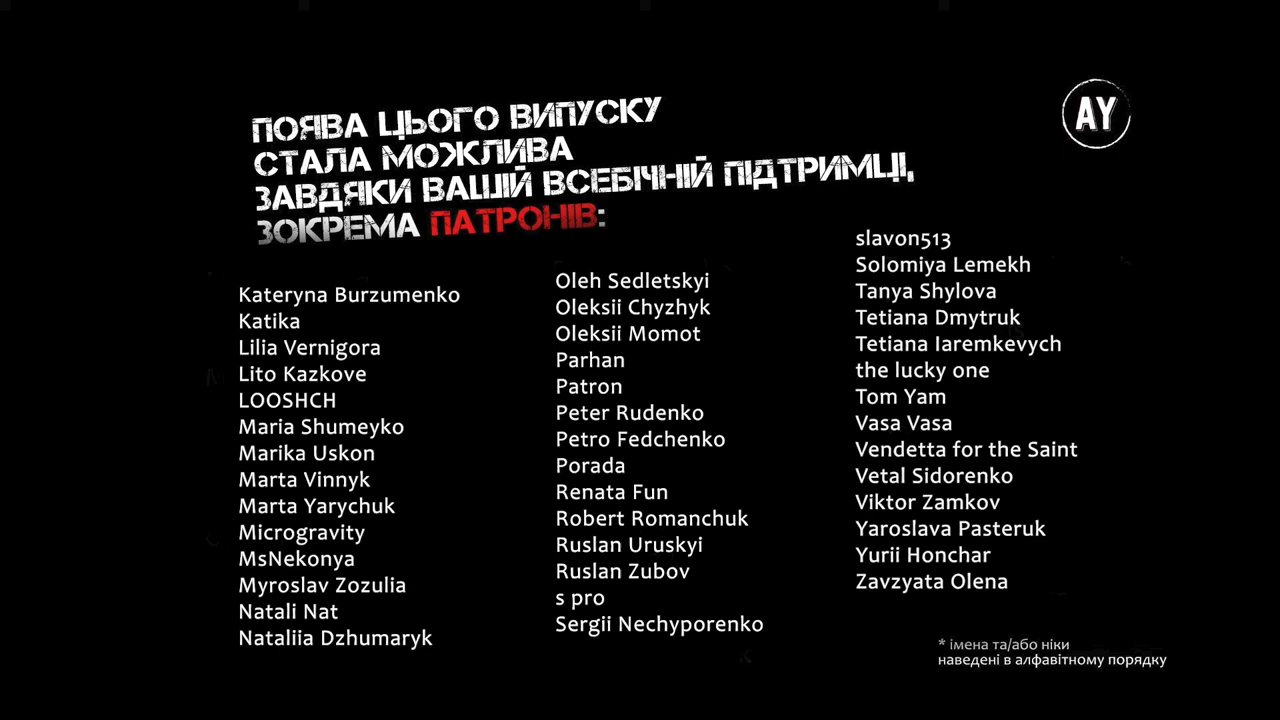 ПОЯВА ЦЬОГО ВИПУСКУ
СТАЛА МОЖЛИВА
ЗАВДЯКИ ВАШІЙ ВСЕБІЧНІЙ ПІДТРИМЦІ,
ЗОКРЕМА ПАТРОНІВ:
AY
Kateryna Burzumenko
Katika
Lilia Vernigora
Lito Kazkove
LOOSHCH
Maria Shumeyko
Marika Uskon
Marta Vinnyk
Marta Yarychuk
Microgravity
MsNekonya
Myroslav Zozulia
Natali Nat
Nataliia Dzhumaryk
Oleh Sedletskyi
Oleksii Chyzhyk
Oleksii Momot
Parhan
Patron
Peter Rudenko
Petro Fedchenko
Porada
Renata Fun
Robert Romanchuk
Ruslan Uruskyi
Ruslan Zubov
s pro
Sergii Nechyporenko
slavon513
Solomiya Lemekh
Tanya Shylova
Tetiana Dmytruk
Tetiana Iaremkevych
the lucky one
Tom Yam
Vasa Vasa
Vendetta for the Saint
Vetal Sidorenko
Viktor Zamkov
Yaroslava Pasteruk
Yurii Honchar
Zavzyata Olena
* імена та/або ніки
наведені в алфавітному порядку